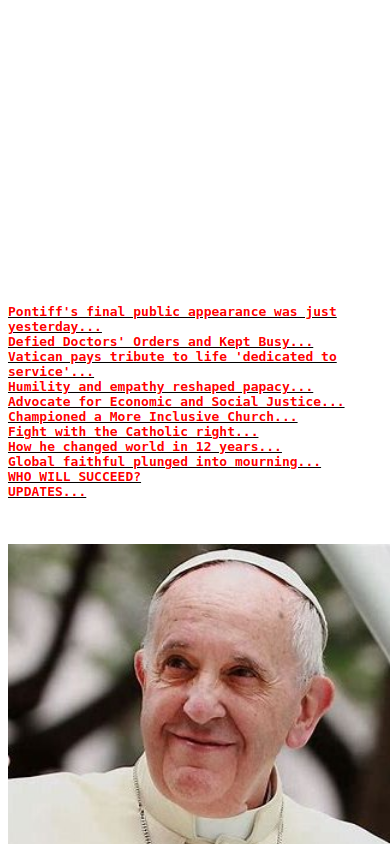 Pontiff's final public appearance was just
yesterday...
Defied Doctors' Orders and Kept Busy...
Vatican pays tribute to life 'dedicated to
service'...
Humility and empathy reshaped papacy...
Advocate for Economic and Social Justice...
Championed a More Inclusive Church...
Fight with the Catholic right...
How he changed world in 12 years...
Global faithful plunged into mourning...
WHO WILL SUCCEED?
UPDATES...